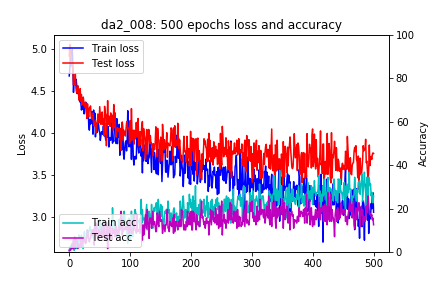 da2_008: 500 epochs loss and accuracy
5.0
4.5
4.0
3.5
3.0
Loss
100
80
60
40
20
0
Accuracy
Train loss
Test loss
Train acc
Test acc
0 100 200 300 400 500